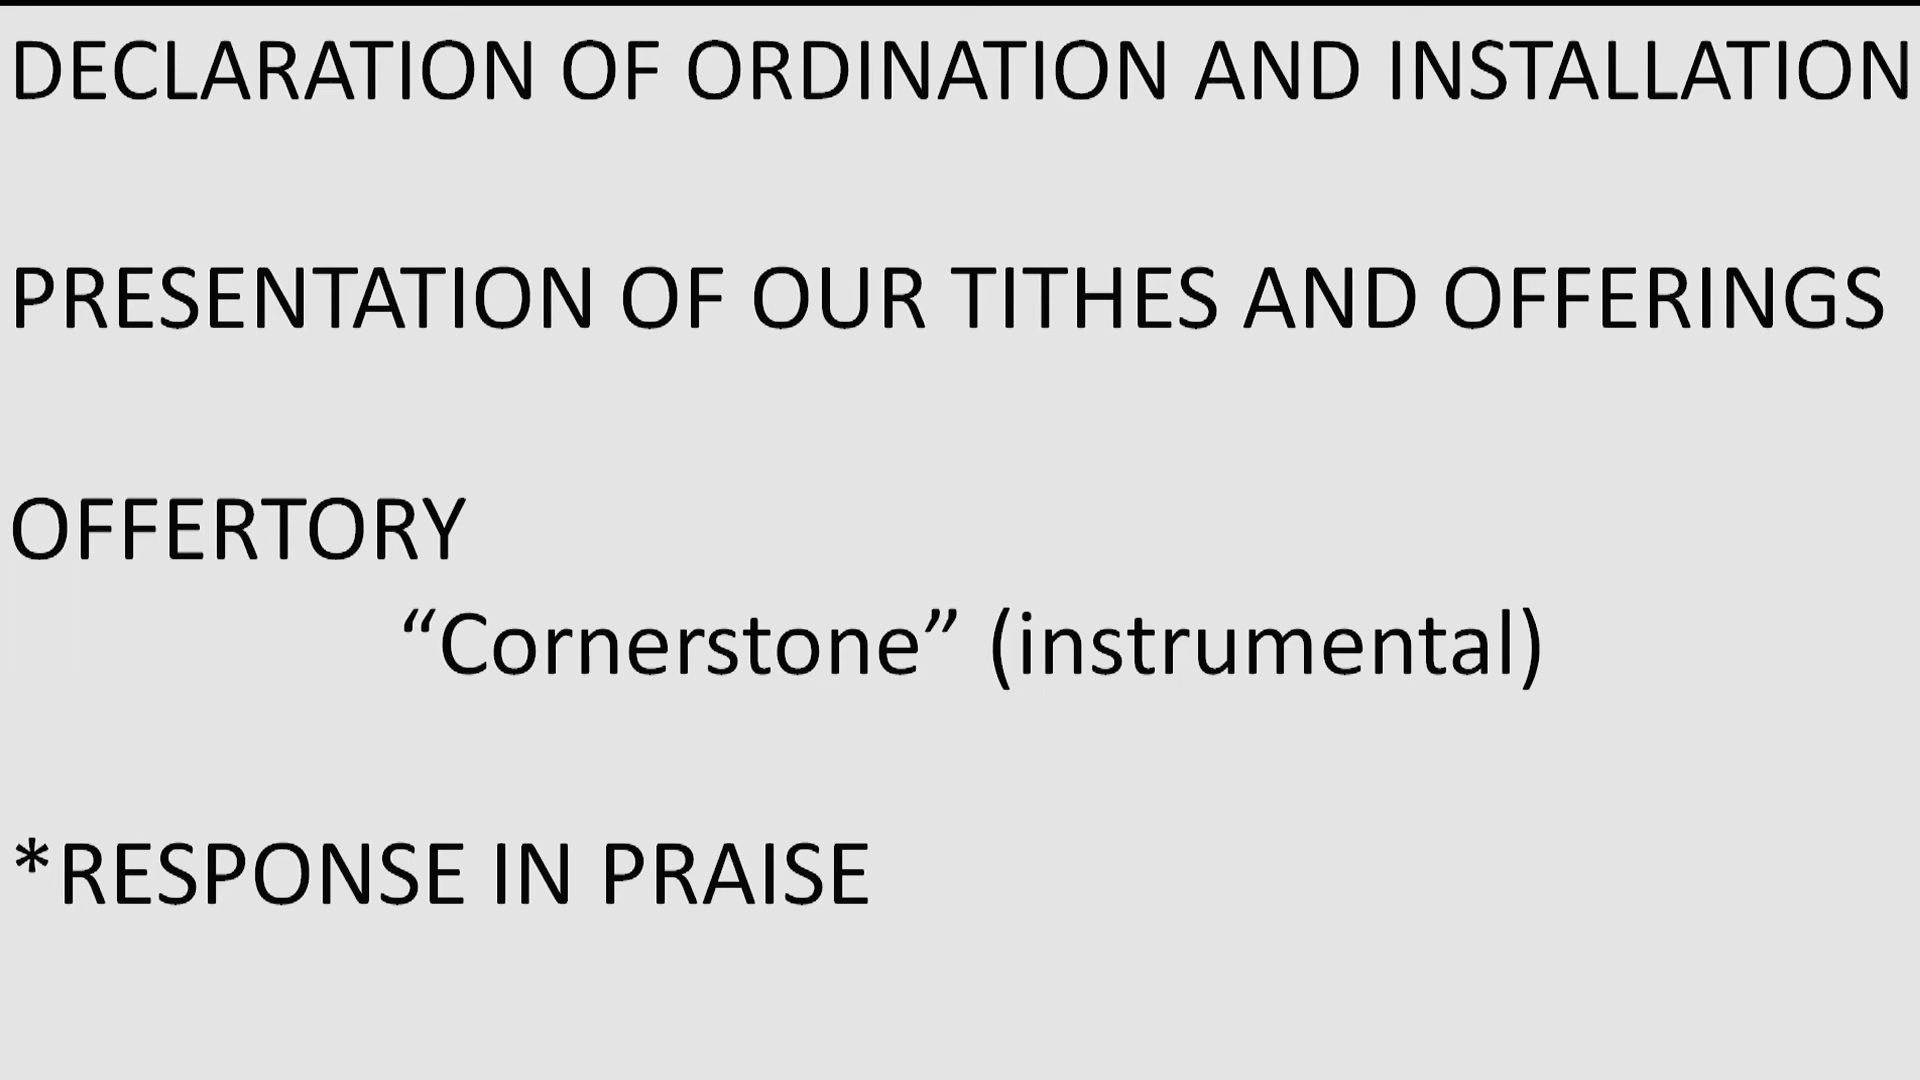 DECLARATION OF ORDINATION AND INSTALLATION
PRESENTATION OF OUR TITHES AND OFFERINGS
OFFERTORY
“Cornerstone” (instrumental)
*RESPONSE IN PRAISE